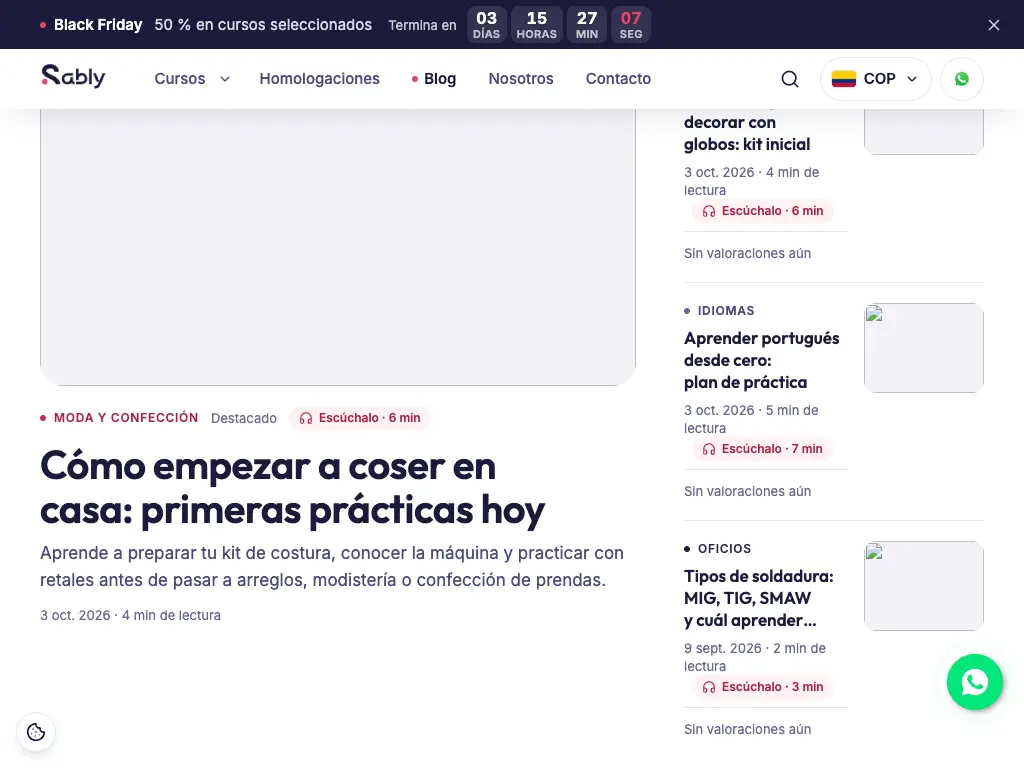 Black Friday 50 % en cursos seleccionados Termina en 03 DÍAS 15 HORAS 27 MIN 07 SEG
Sably Cursos Homologaciones Blog Nosotros Contacto COP
decorar con
globos: kit inicial
3 oct. 2026 · 4 min de
lectura
Escúchalo · 6 min
Sin valoraciones aún
IDIOMAS
Aprender portugués
desde cero:
plan de práctica
3 oct. 2026 · 5 min de
lectura
Escúchalo · 7 min
Sin valoraciones aún
OFICIOS
Tipos de soldadura:
MIG, TIG, SMAW
y cuál aprender...
9 sept. 2026 · 2 min de
lectura
Escúchalo · 3 min
Sin valoraciones aún
MODA Y CONFECCIÓN Destacado Escúchalo · 6 min
Cómo empezar a coser en
casa: primeras prácticas hoy
Aprende a preparar tu kit de costura, conocer la máquina y practicar con
retales antes de pasar a arreglos, modistería o confección de prendas.
3 oct. 2026 · 4 min de lectura